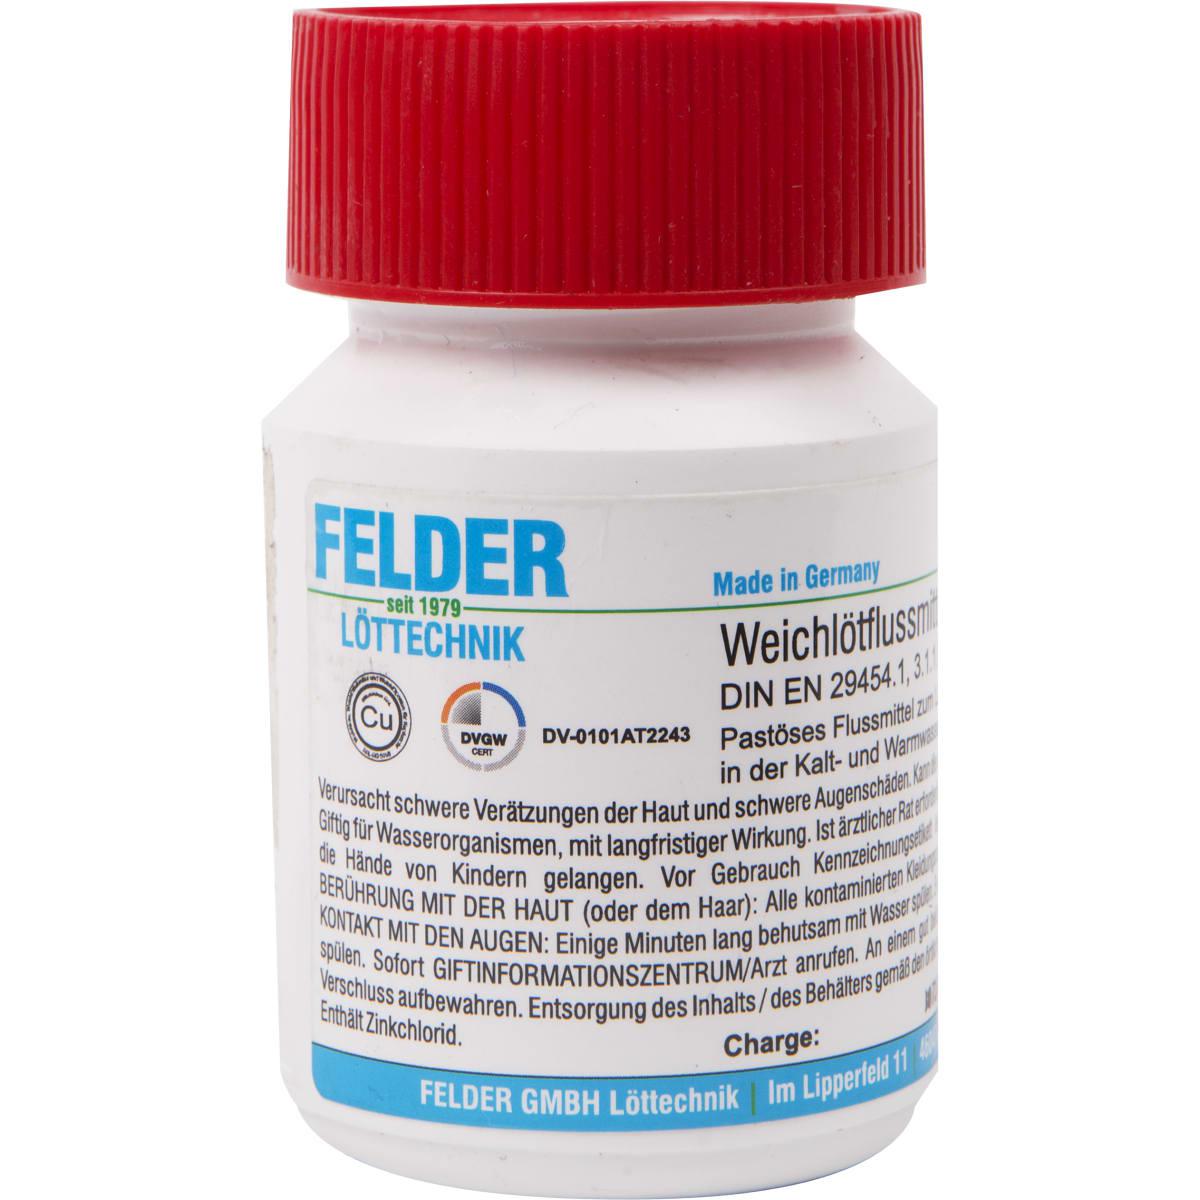 FELDER
seit 1979
LÖTTECHNIK
Made in Germany
Weichlötflussmitt
DIN EN 29454.1, 3.1.1
Pastöses Flussmittel zum
in der Kalt- und Warmwass
Cu
DVGW
CERT
DV-0101AT2243
Verursacht schwere Verätzungen der Haut und schwere Augenschäden. Kann
Giftig für Wasserorganismen, mit langfristiger Wirkung. Ist ärztlicher Rat erford
die Hände von Kindern gelangen. Vor Gebrauch Kennzeichnungsetikett
BERÜHRUNG MIT DER HAUT (oder dem Haar): Alle kontaminierten Kleidungs
KONTAKT MIT DEN AUGEN: Einige Minuten lang behutsam mit Wasser spülen.
spülen. Sofort GIFTINFORMATIONSZENTRUM/Arzt anrufen. An einem gut
Verschluss aufbewahren. Entsorgung des Inhalts / des Behälters gemäß den
Enthält Zinkchlorid.
Charge:
FELDER GMBH Löttechnik | Im Lipperfeld 11